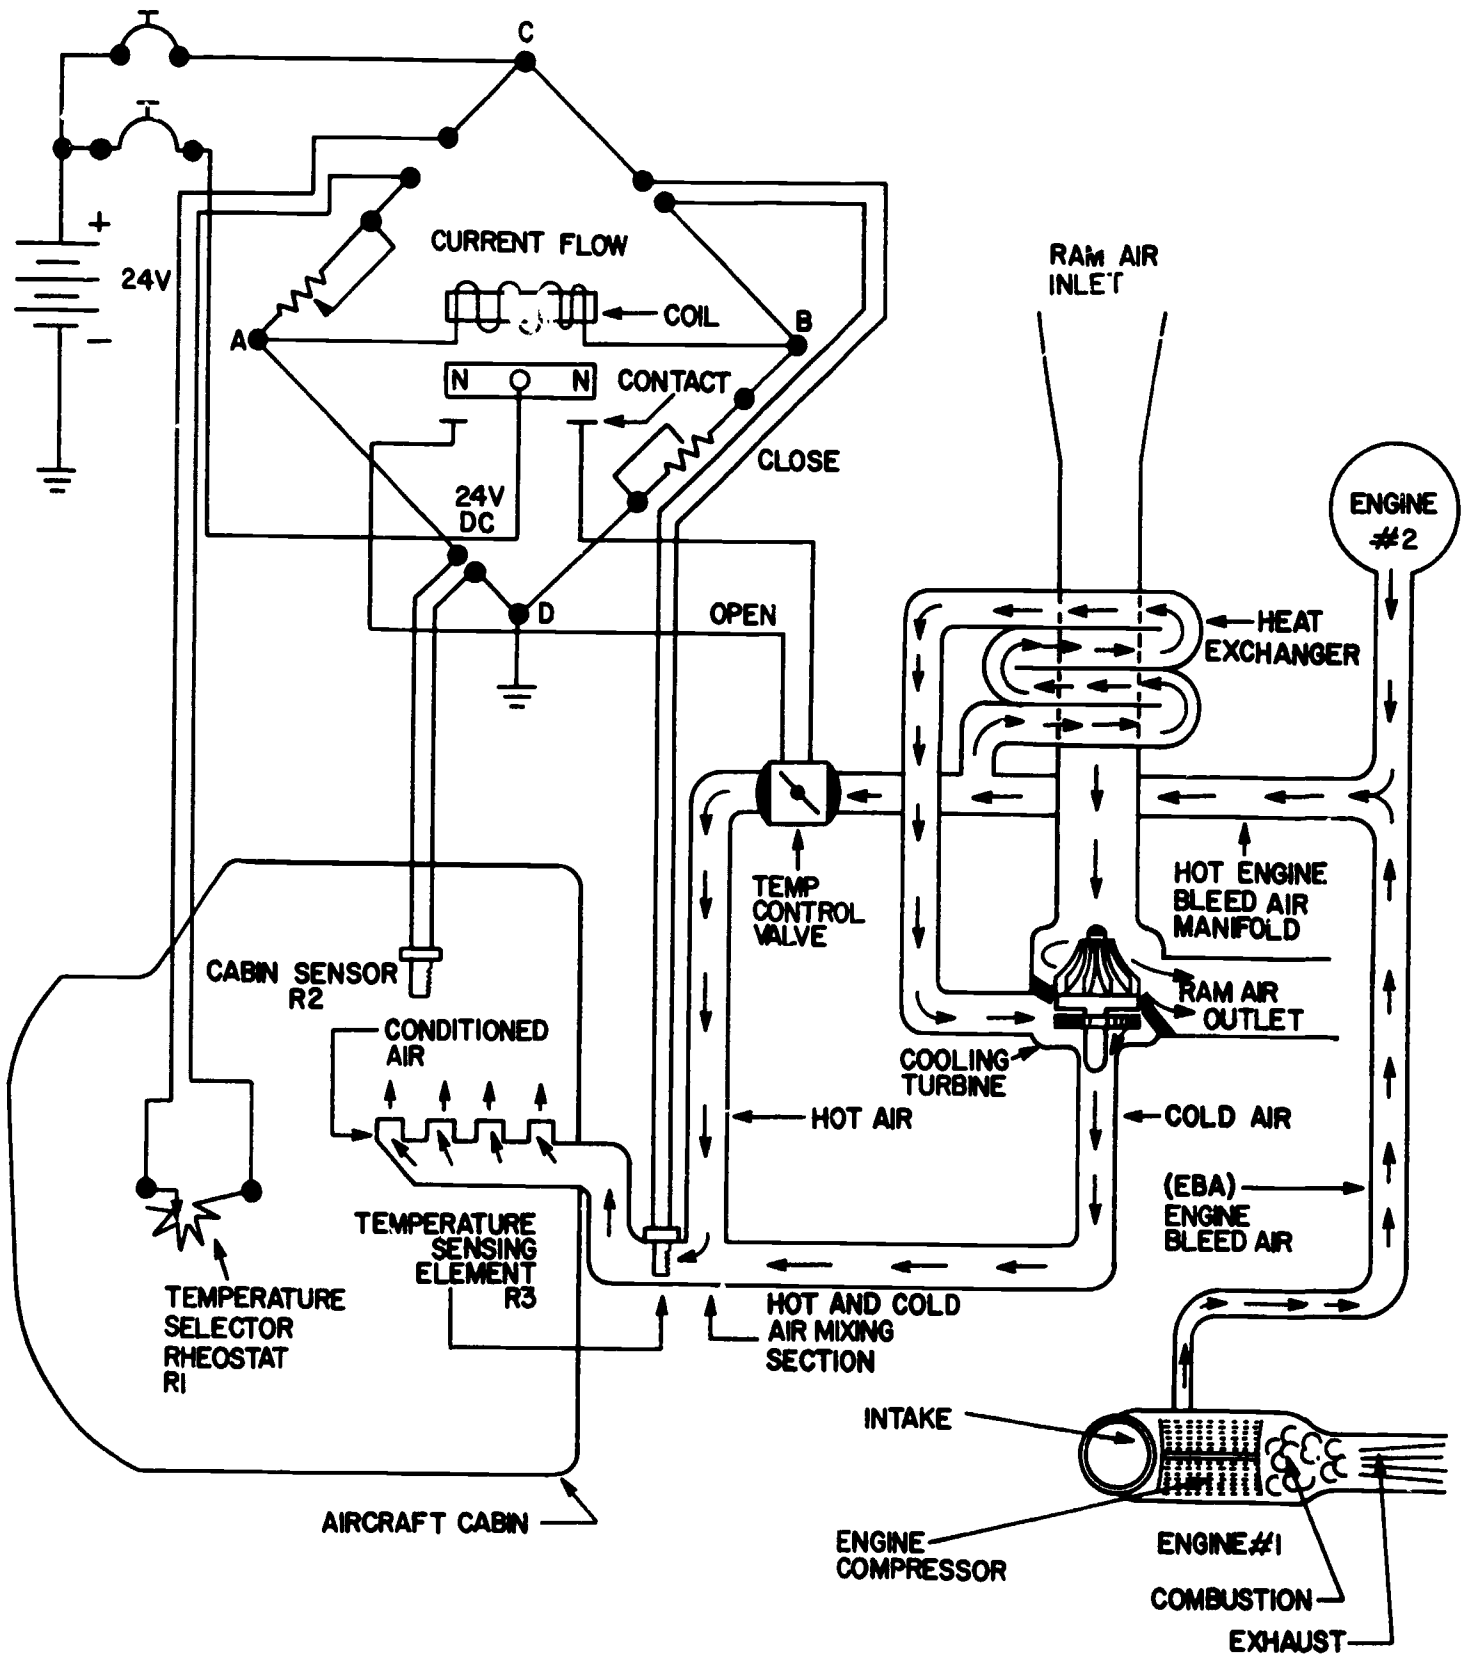 C
+
24V
−
CURRENT FLOW
COIL
A
B
N
N
CONTACT
CLOSE
24V
DC
D
OPEN
RAM AIR
INLET
ENGINE
#2
HEAT
EXCHANGER
HOT ENGINE
BLEED AIR
MANIFOLD
TEMP
CONTROL
VALVE
CABIN SENSOR
R2
CONDITIONED
AIR
RAM AIR
OUTLET
COOLING
TURBINE
HOT AIR
COLD AIR
(EBA)
ENGINE
BLEED AIR
TEMPERATURE
SENSING
ELEMENT
R3
TEMPERATURE
SELECTOR
RHEOSTAT
R1
HOT AND COLD
AIR MIXING
SECTION
INTAKE
AIRCRAFT CABIN
ENGINE
COMPRESSOR
ENGINE#1
COMBUSTION
EXHAUST